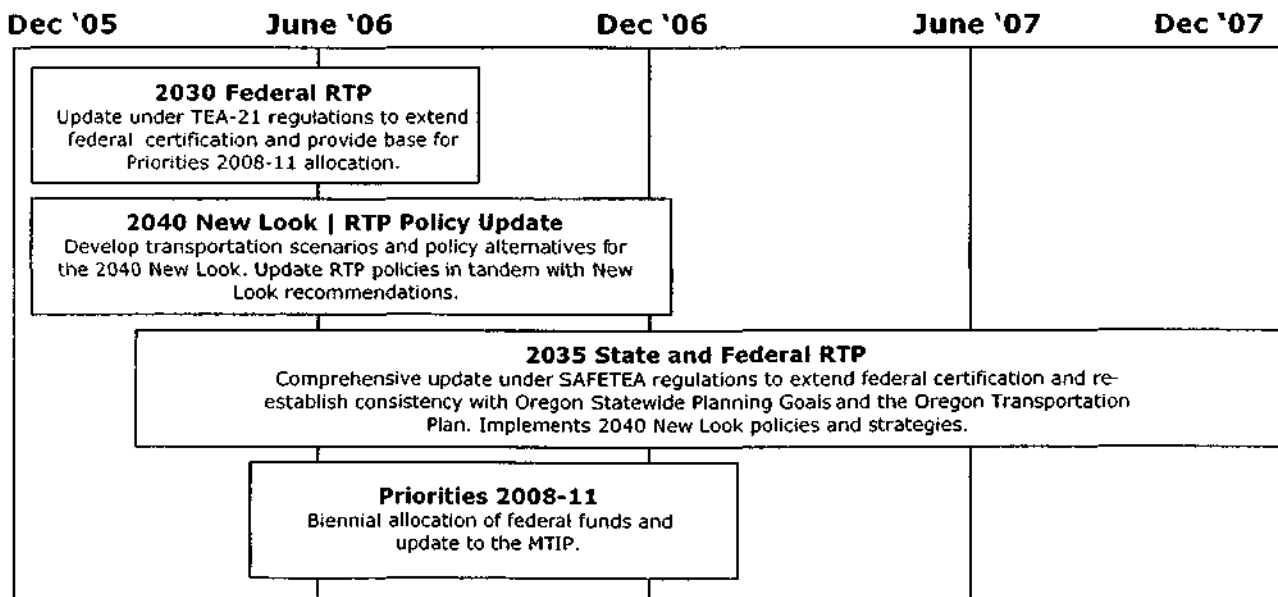 Dec '05 June '06 Dec '06 June '07 Dec '07
2030 Federal RTP
Update under TEA-21 regulations to extend
federal certification and provide base for
Priorities 2008-11 allocation.
2040 New Look | RTP Policy Update
Develop transportation scenarios and policy alternatives for
the 2040 New Look. Update RTP policies in tandem with New
Look recommendations.
2035 State and Federal RTP
Comprehensive update under SAFETEA regulations to extend federal certification and re-
establish consistency with Oregon Statewide Planning Goals and the Oregon Transportation
Plan. Implements 2040 New Look policies and strategies.
Priorities 2008-11
Biennial allocation of federal funds and
update to the MTIP.